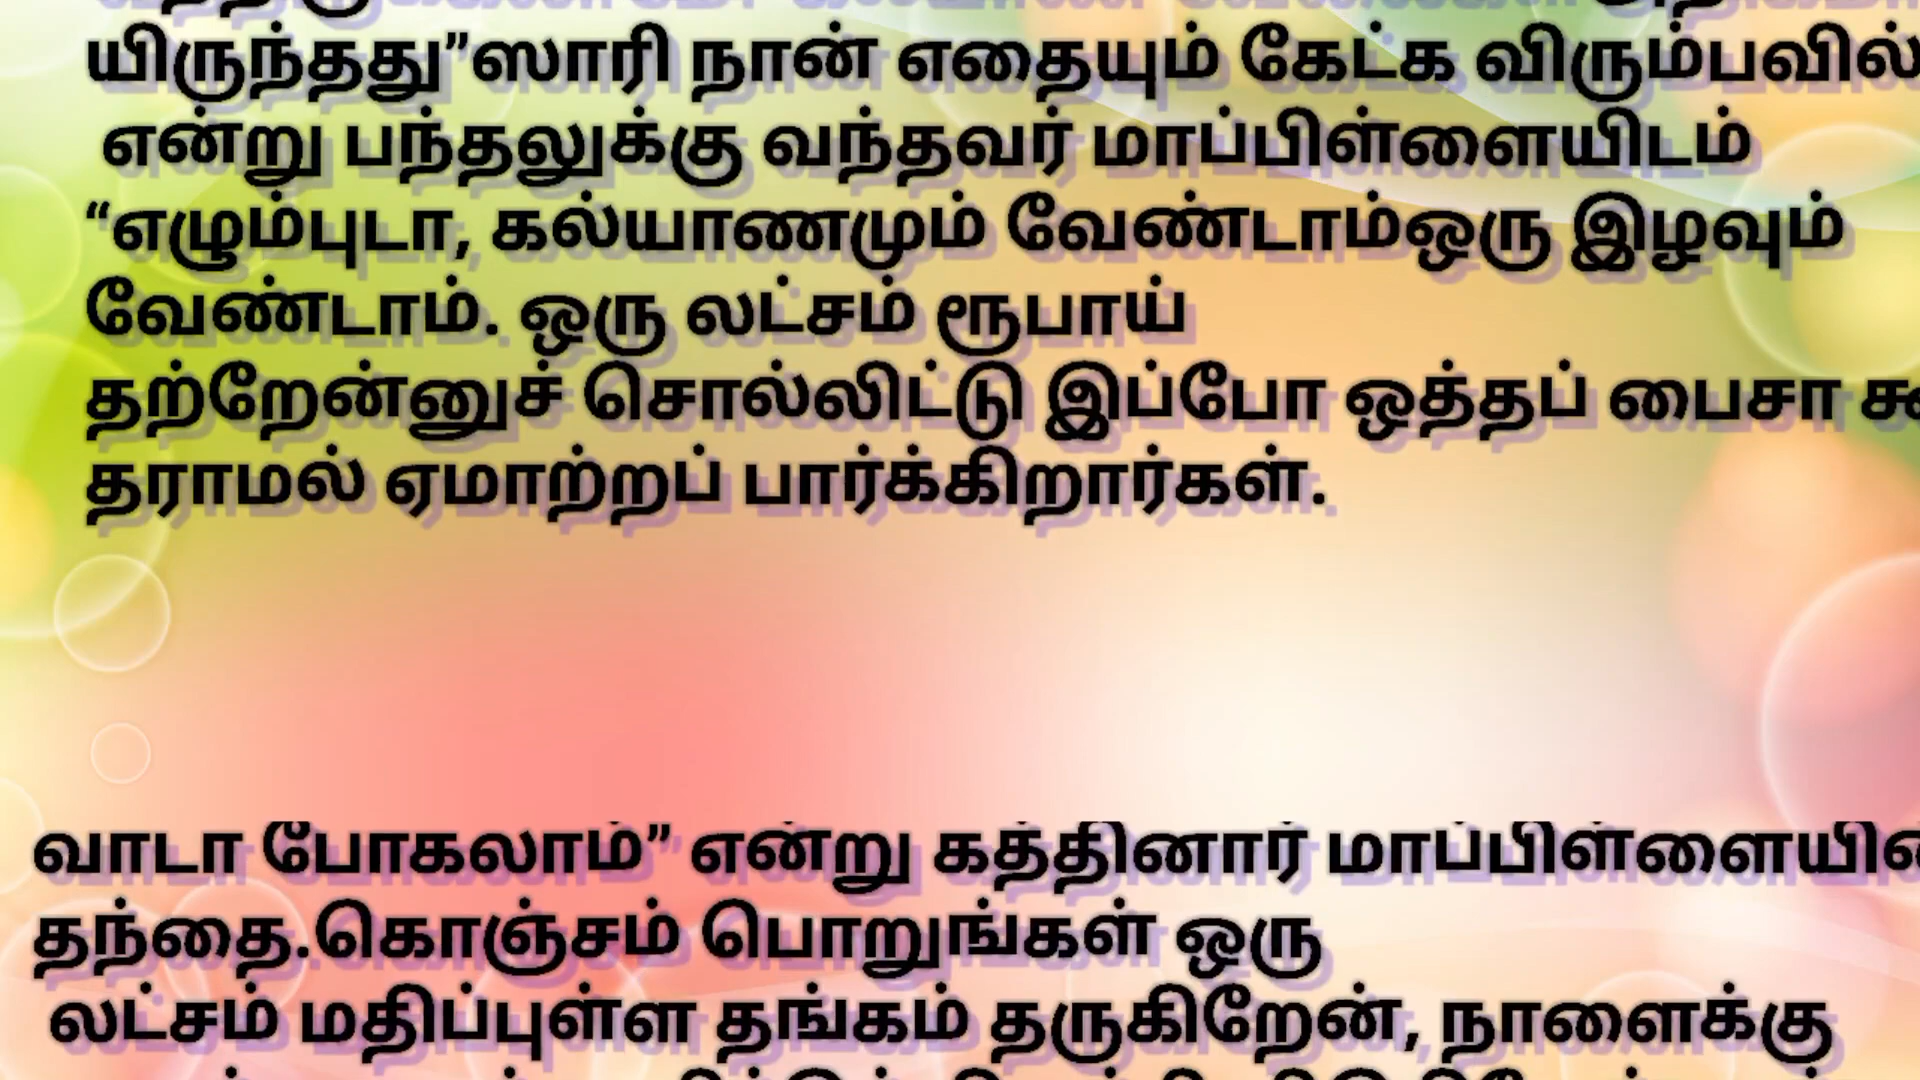 யிருந்தது”ஸாரி நான் எதையும் கேட்க விரும்பவில்
என்று பந்தலுக்கு வந்தவர் மாப்பிள்ளையிடம்
“எழும்புடா, கல்யாணமும் வேண்டாம்ஒரு இழவும்
வேண்டாம். ஒரு லட்சம் ரூபாய்
தற்றேன்னுச் சொல்லிட்டு இப்போ ஒத்தப் பைசா
தராமல் ஏமாற்றப் பார்க்கிறார்கள்.
வாடா போகலாம்” என்று கத்தினார்
தந்தை.கொஞ்சம் பொறுங்கள் ஒரு
லட்சம் மதிப்புள்ள தங்கம் தருகிறேன், நாளைக்கு